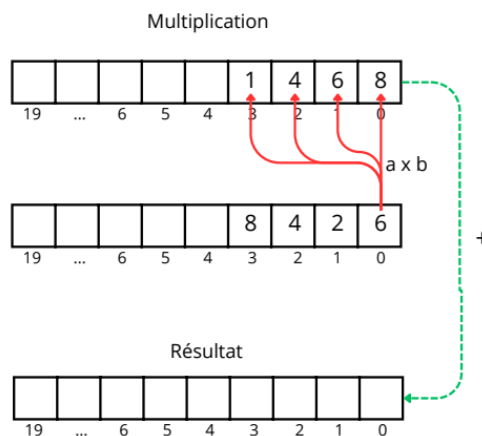 Multiplication
1 4 6 8
19 ... 6 5 4 3 2 1 0
a x b
8 4 2 6
19 ... 6 5 4 3 2 1 0
+
Résultat
19 ... 6 5 4 3 2 1 0